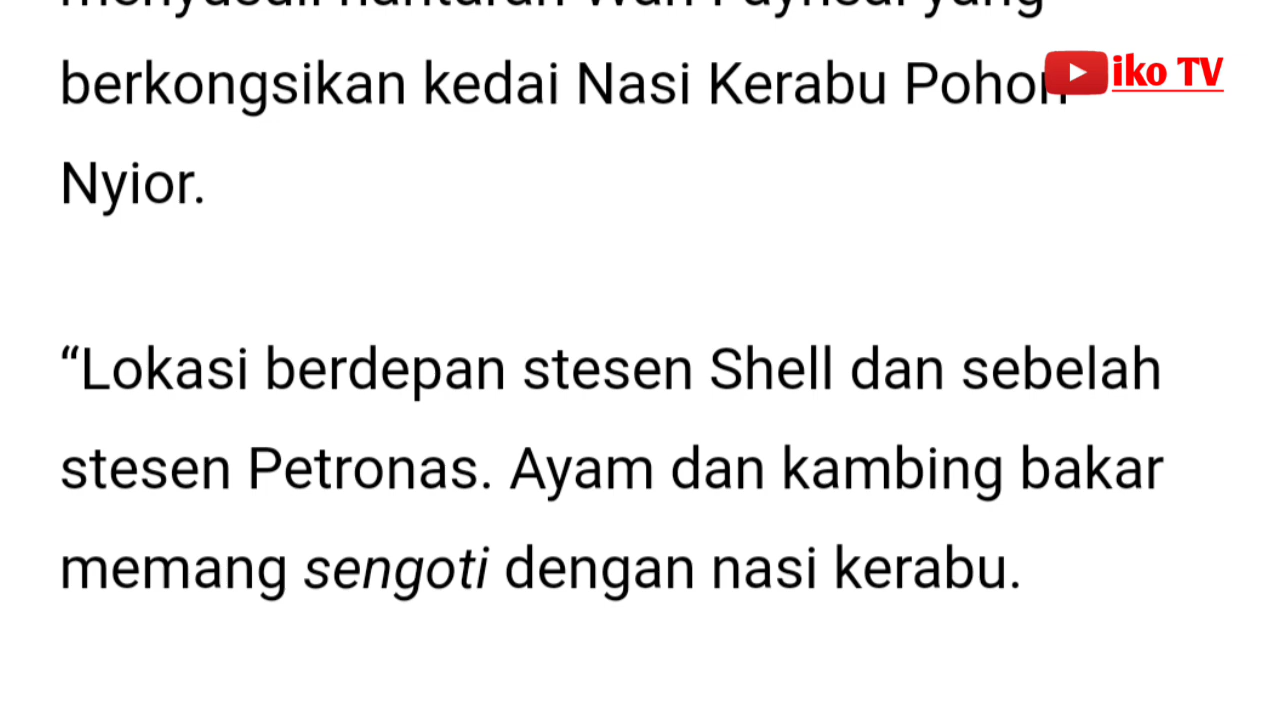 berkongsikan kedai Nasi Kerabu Pohon
iko TV
Nyior.
“Lokasi berdepan stesen Shell dan sebelah
stesen Petronas. Ayam dan kambing bakar
memang sengoti dengan nasi kerabu.